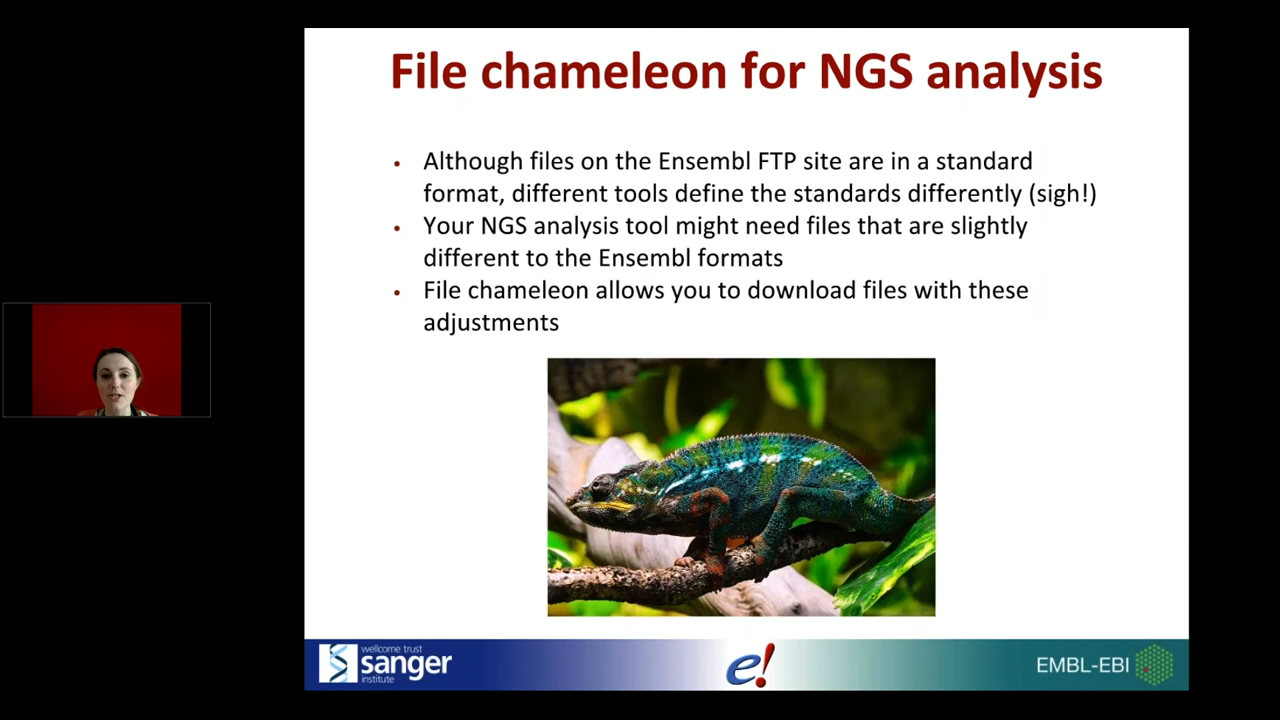 File chameleon for NGS analysis
• Although files on the Ensembl FTP site are in a standard
format, different tools define the standards differently (sigh!)
• Your NGS analysis tool might need files that are slightly
different to the Ensembl formats
• File chameleon allows you to download files with these
adjustments
wellcome trust
sanger
institute
e!
EMBL-EBI